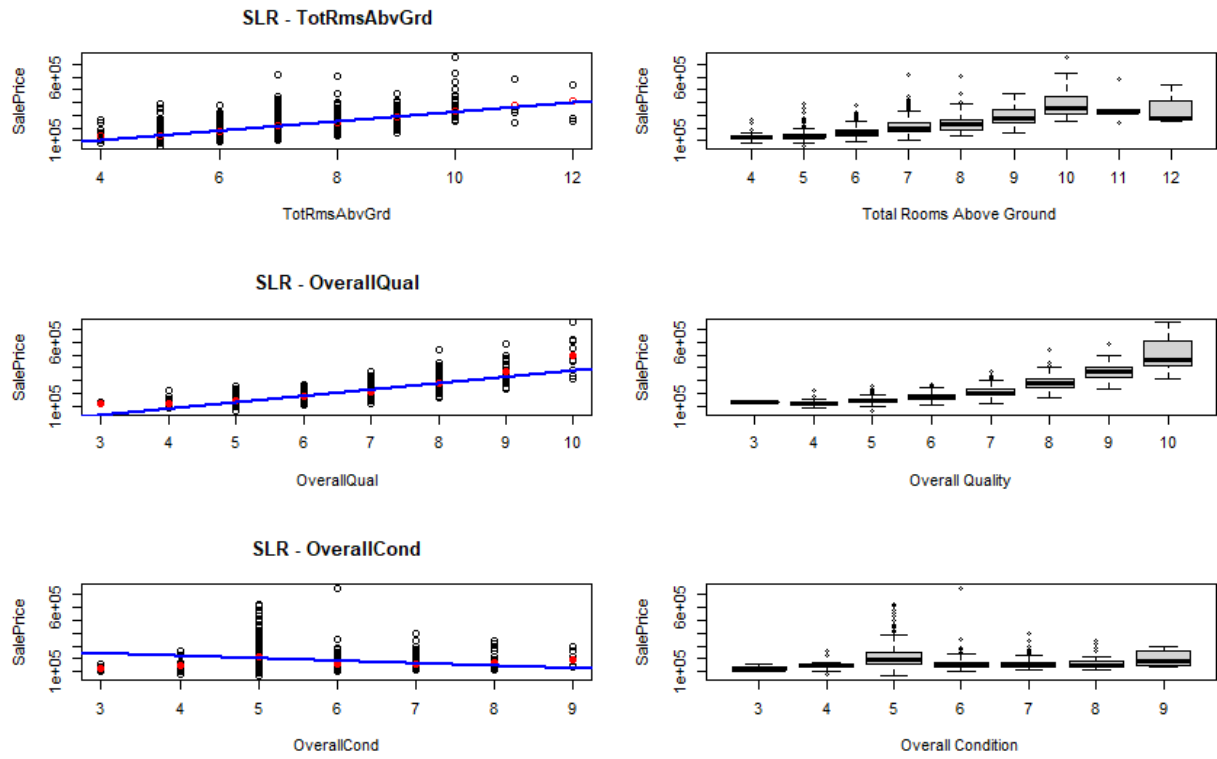 SLR - TotRmsAbvGrd
SalePrice
1e+05 6e+05
4 6 8 10 12
TotRmsAbvGrd
SalePrice
1e+05 6e+05
4 5 6 7 8 9 10 11 12
Total Rooms Above Ground
SLR - OverallQual
SalePrice
1e+05 6e+05
3 4 5 6 7 8 9 10
OverallQual
SalePrice
1e+05 6e+05
3 4 5 6 7 8 9 10
Overall Quality
SLR - OverallCond
SalePrice
1e+05 6e+05
3 4 5 6 7 8 9
OverallCond
SalePrice
1e+05 6e+05
3 4 5 6 7 8 9
Overall Condition